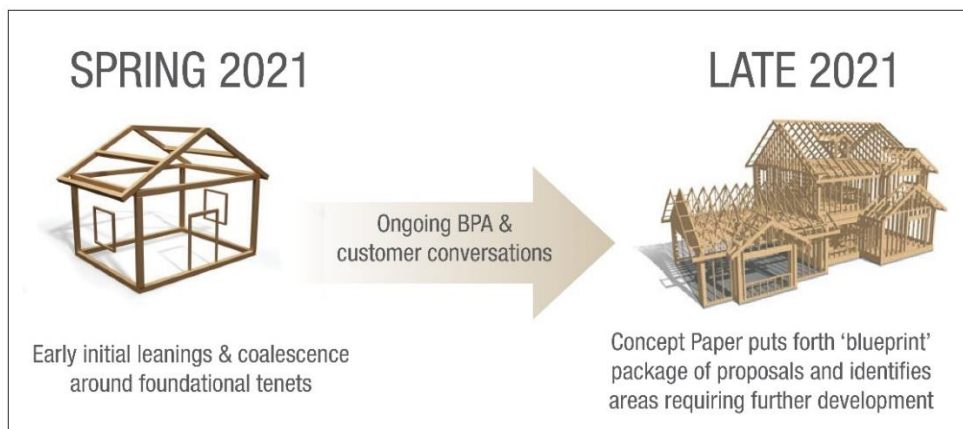 SPRING 2021
LATE 2021
Ongoing BPA &
customer conversations
Early initial leanings & coalescence
around foundational tenets
Concept Paper puts forth ‘blueprint’
package of proposals and identifies
areas requiring further development